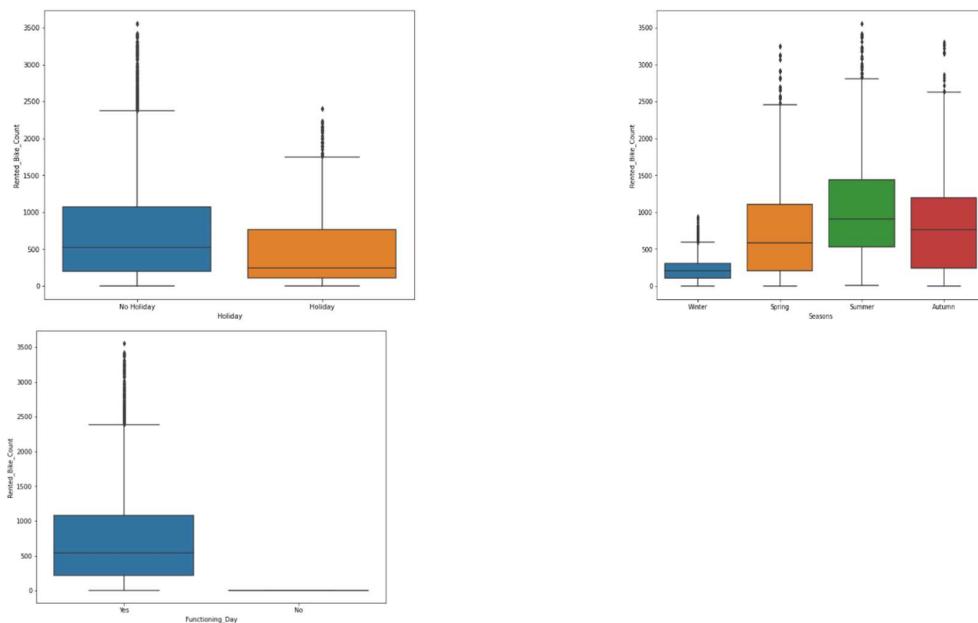 3500
3000
2500
2000
1500
1000
500
0
Rented_Bike_Count
No Holiday Holiday
Holiday
3500
3000
2500
2000
1500
1000
500
0
Rented_Bike_Count
Winter Spring Summer Autumn
Seasons
3500
3000
2500
2000
1500
1000
500
0
Rented_Bike_Count
Yes No
Functioning_Day